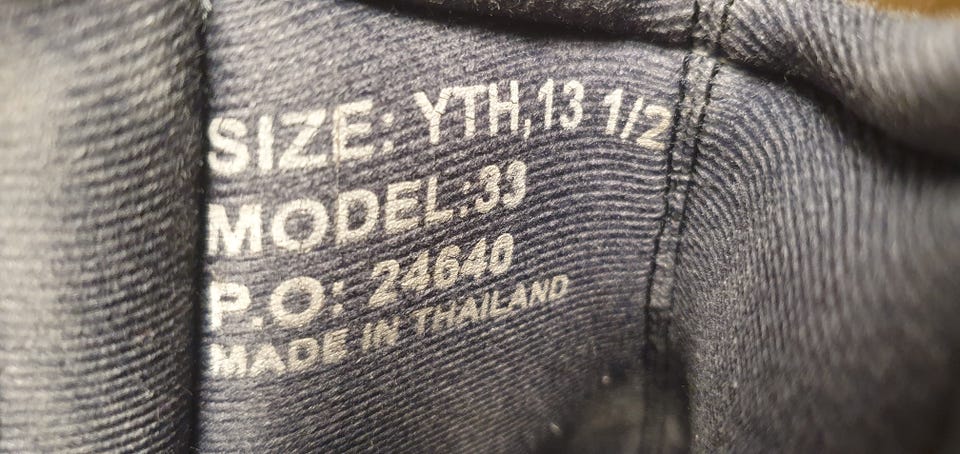 SIZE: YTH,13 1/2
MODEL:33
P.O: 24640
MADE IN THAILAND